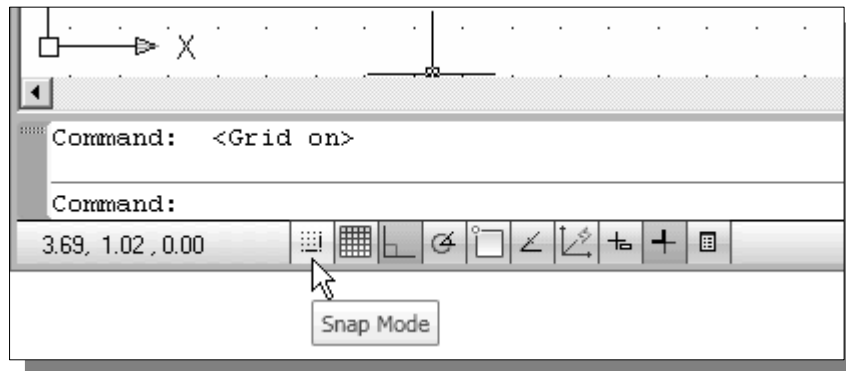 X
Command:  <Grid on>
Command:
3.69, 1.02 , 0.00
Snap Mode